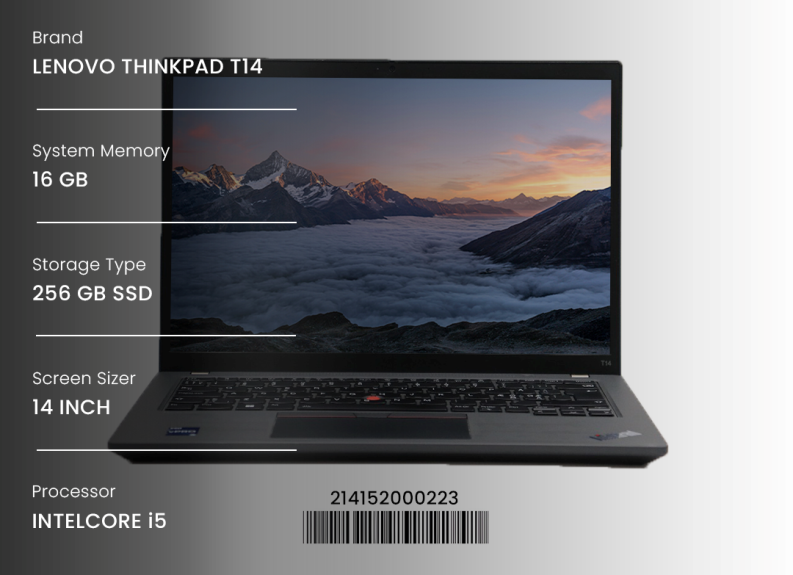 Brand
LENOVO THINKPAD T14
System Memory
16 GB
Storage Type
256 GB SSD
Screen Sizer
14 INCH
Processor
INTELCORE i5
T14
214152000223